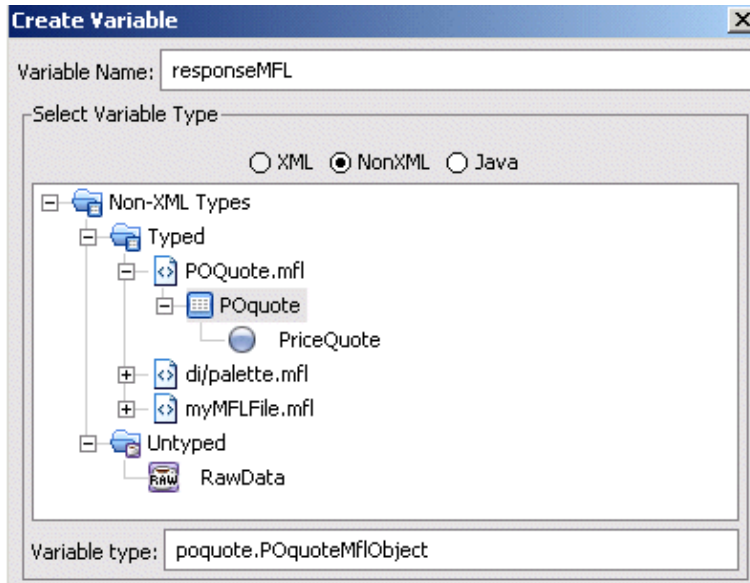 Create Variable
Variable Name: responseMFL
Select Variable Type
XML NonXML Java
Non-XML Types
Typed
POQuote.mfl
POquote
PriceQuote
di/palette.mfl
myMFLFile.mfl
Untyped
RAW RawData
Variable type: poquote.POquoteMflObject